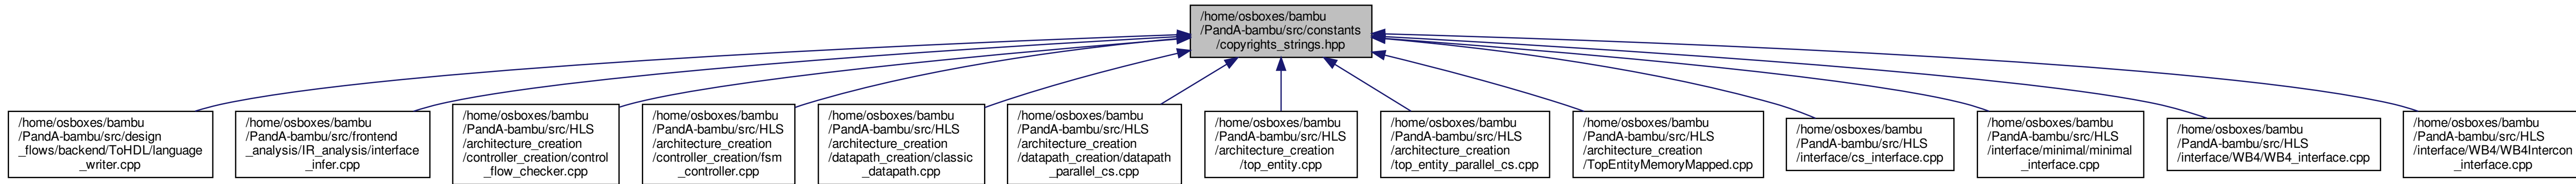 /home/osboxes/bambu
/PandA-bambu/src/constants
/copyrights_strings.hpp
/home/osboxes/bambu
/PandA-bambu/src/design
_flows/backend/ToHDL/language
_writer.cpp
/home/osboxes/bambu
/PandA-bambu/src/frontend
_analysis/IR_analysis/interface
_infer.cpp
/home/osboxes/bambu
/PandA-bambu/src/HLS
/architecture_creation
/controller_creation/control
_flow_checker.cpp
/home/osboxes/bambu
/PandA-bambu/src/HLS
/architecture_creation
/controller_creation/fsm
_controller.cpp
/home/osboxes/bambu
/PandA-bambu/src/HLS
/architecture_creation
/datapath_creation/classic
_datapath.cpp
/home/osboxes/bambu
/PandA-bambu/src/HLS
/architecture_creation
/datapath_creation/datapath
_parallel_cs.cpp
/home/osboxes/bambu
/PandA-bambu/src/HLS
/architecture_creation
/top_entity.cpp
/home/osboxes/bambu
/PandA-bambu/src/HLS
/architecture_creation
/top_entity_parallel_cs.cpp
/home/osboxes/bambu
/PandA-bambu/src/HLS
/architecture_creation
/TopEntityMemoryMapped.cpp
/home/osboxes/bambu
/PandA-bambu/src/HLS
/interface/cs_interface.cpp
/home/osboxes/bambu
/PandA-bambu/src/HLS
/interface/minimal/minimal
_interface.cpp
/home/osboxes/bambu
/PandA-bambu/src/HLS
/interface/WB4/WB4_interface.cpp
/home/osboxes/bambu
/PandA-bambu/src/HLS
/interface/WB4/WB4Intercon
_interface.cpp